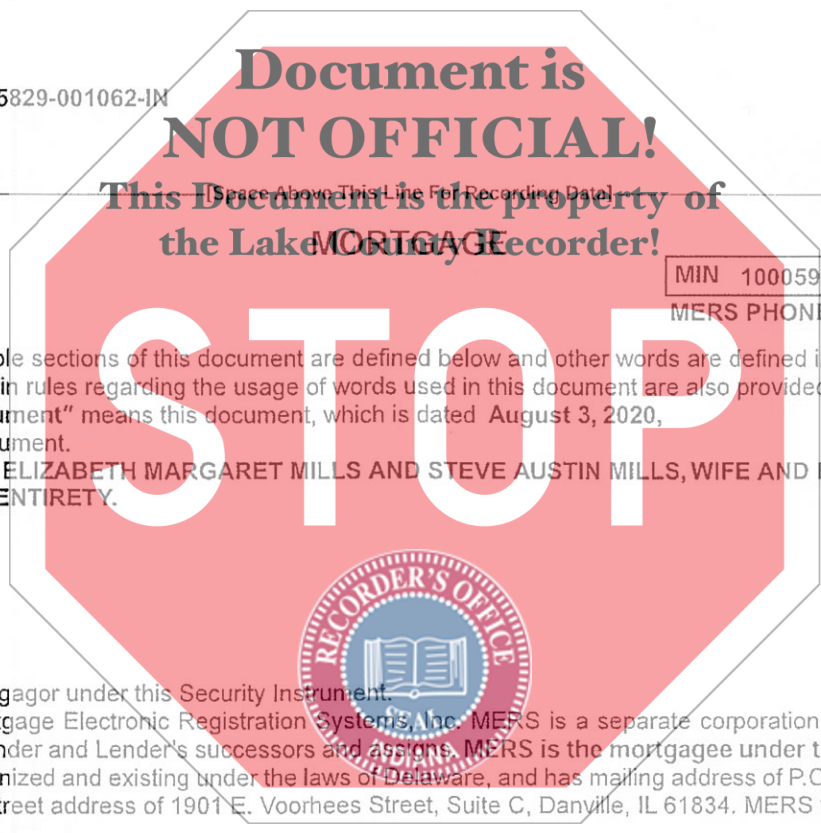 5829-001062-IN
Document is
NOT OFFICIAL!
This Document is the property of
[Space Above This Line For Recording Data]
the Lake County Recorder!
MORTGAGE
MIN 100059
MERS PHONE
STOP
ple sections of this document are defined below and other words are defined i
in rules regarding the usage of words used in this document are also provided
ument" means this document, which is dated August 3, 2020,
ument.
ELIZABETH MARGARET MILLS AND STEVE AUSTIN MILLS, WIFE AND
ENTIRETY.
RECORDER'S OFFICE
SEAL
INDIANA
gagor under this Security Instrument.
tgage Electronic Registration Systems, Inc. MERS is a separate corporation
nder and Lender's successors and assigns. MERS is the mortgagee under t
nized and existing under the laws of Delaware, and has mailing address of P.O
treet address of 1901 E. Voorhees Street, Suite C, Danville, IL 61834. MERS